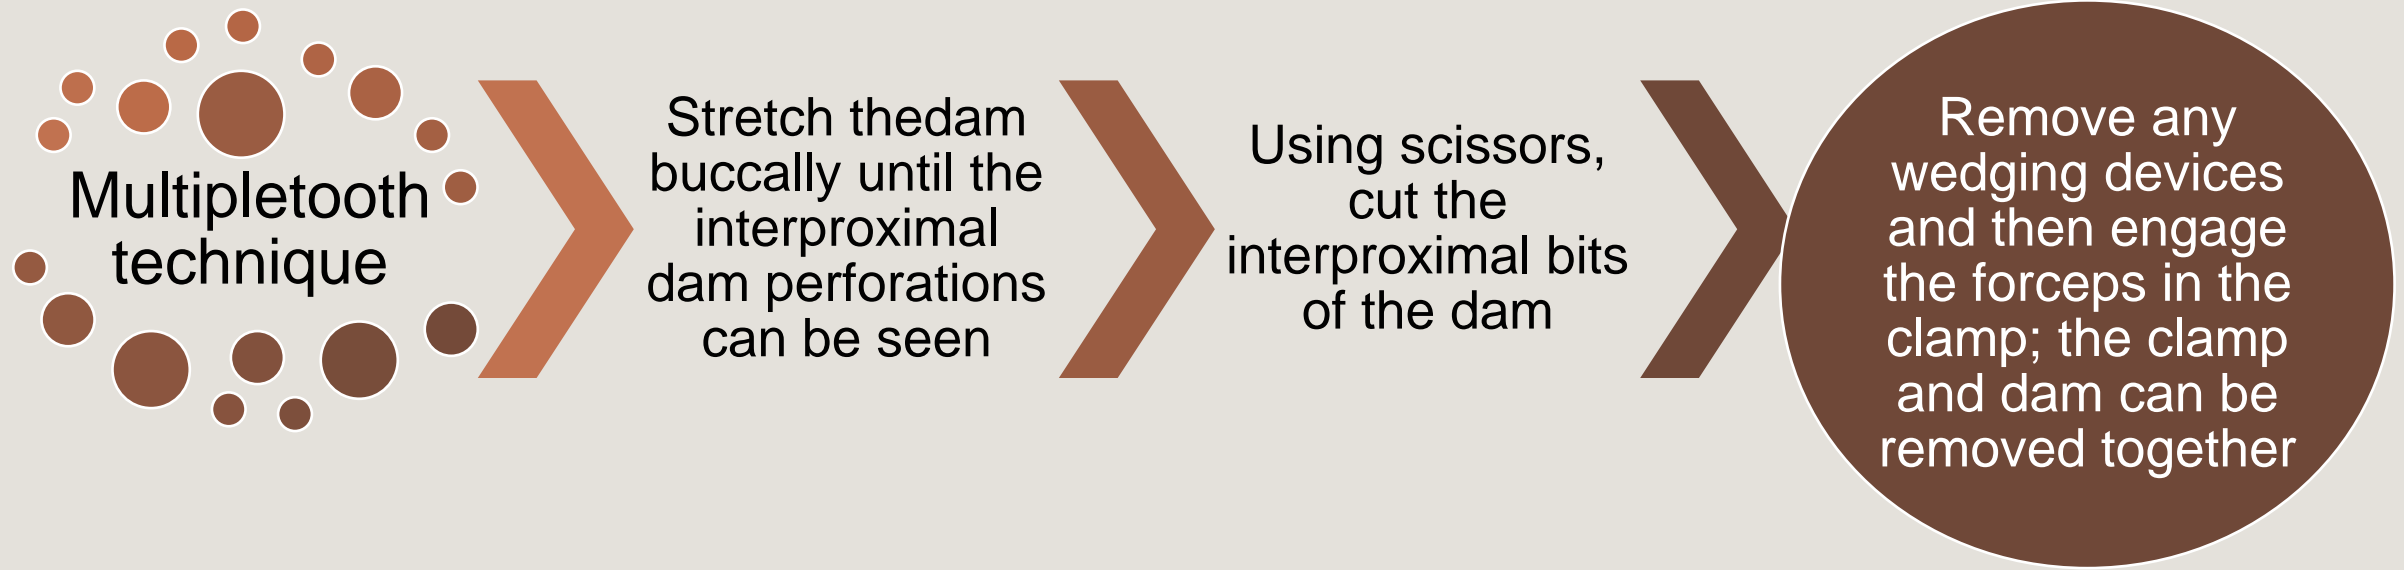 Multipletooth
technique
Stretch thedam
buccally until the
interproximal
dam perforations
can be seen
Using scissors,
cut the
interproximal bits
of the dam
Remove any
wedging devices
and then engage
the forceps in the
clamp; the clamp
and dam can be
removed together